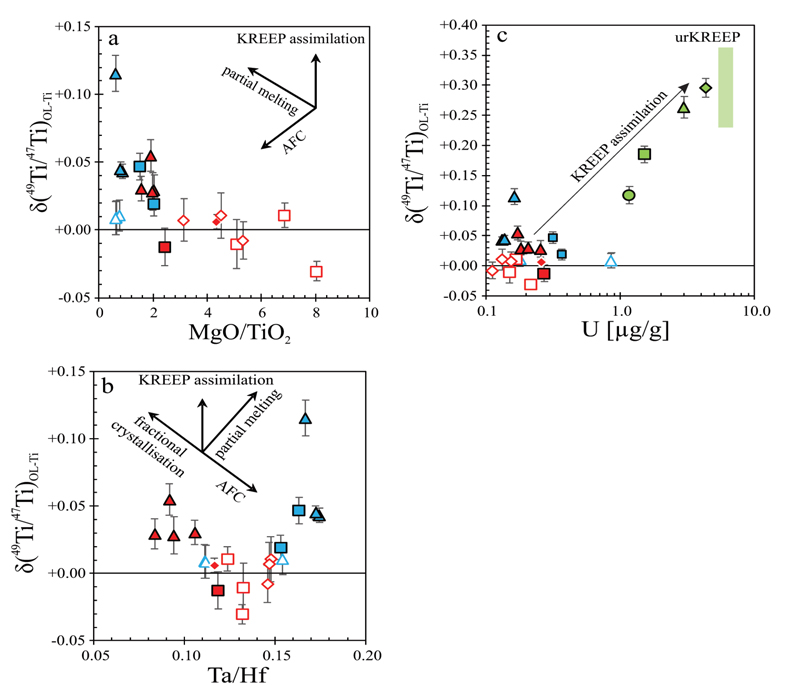 a
KREEP assimilation
partial melting
AFC
+0.15
+0.10
+0.05
+0.00
-0.05
δ(⁴⁹Ti/⁴⁷Ti)OL-Ti
0 2 4 6 8 10
MgO/TiO₂
c
urKREEP
KREEP assimilation
+0.40
+0.30
+0.25
+0.20
+0.15
+0.10
+0.05
+0.00
-0.05
δ(⁴⁹Ti/⁴⁷Ti)OL-Ti
0.1 1.0 10.0
U [µg/g]
b
KREEP assimilation
partial melting
fractional
crystallisation
AFC
+0.15
+0.10
+0.05
+0.00
-0.05
δ(⁴⁹Ti/⁴⁷Ti)OL-Ti
0.05 0.10 0.15 0.20
Ta/Hf